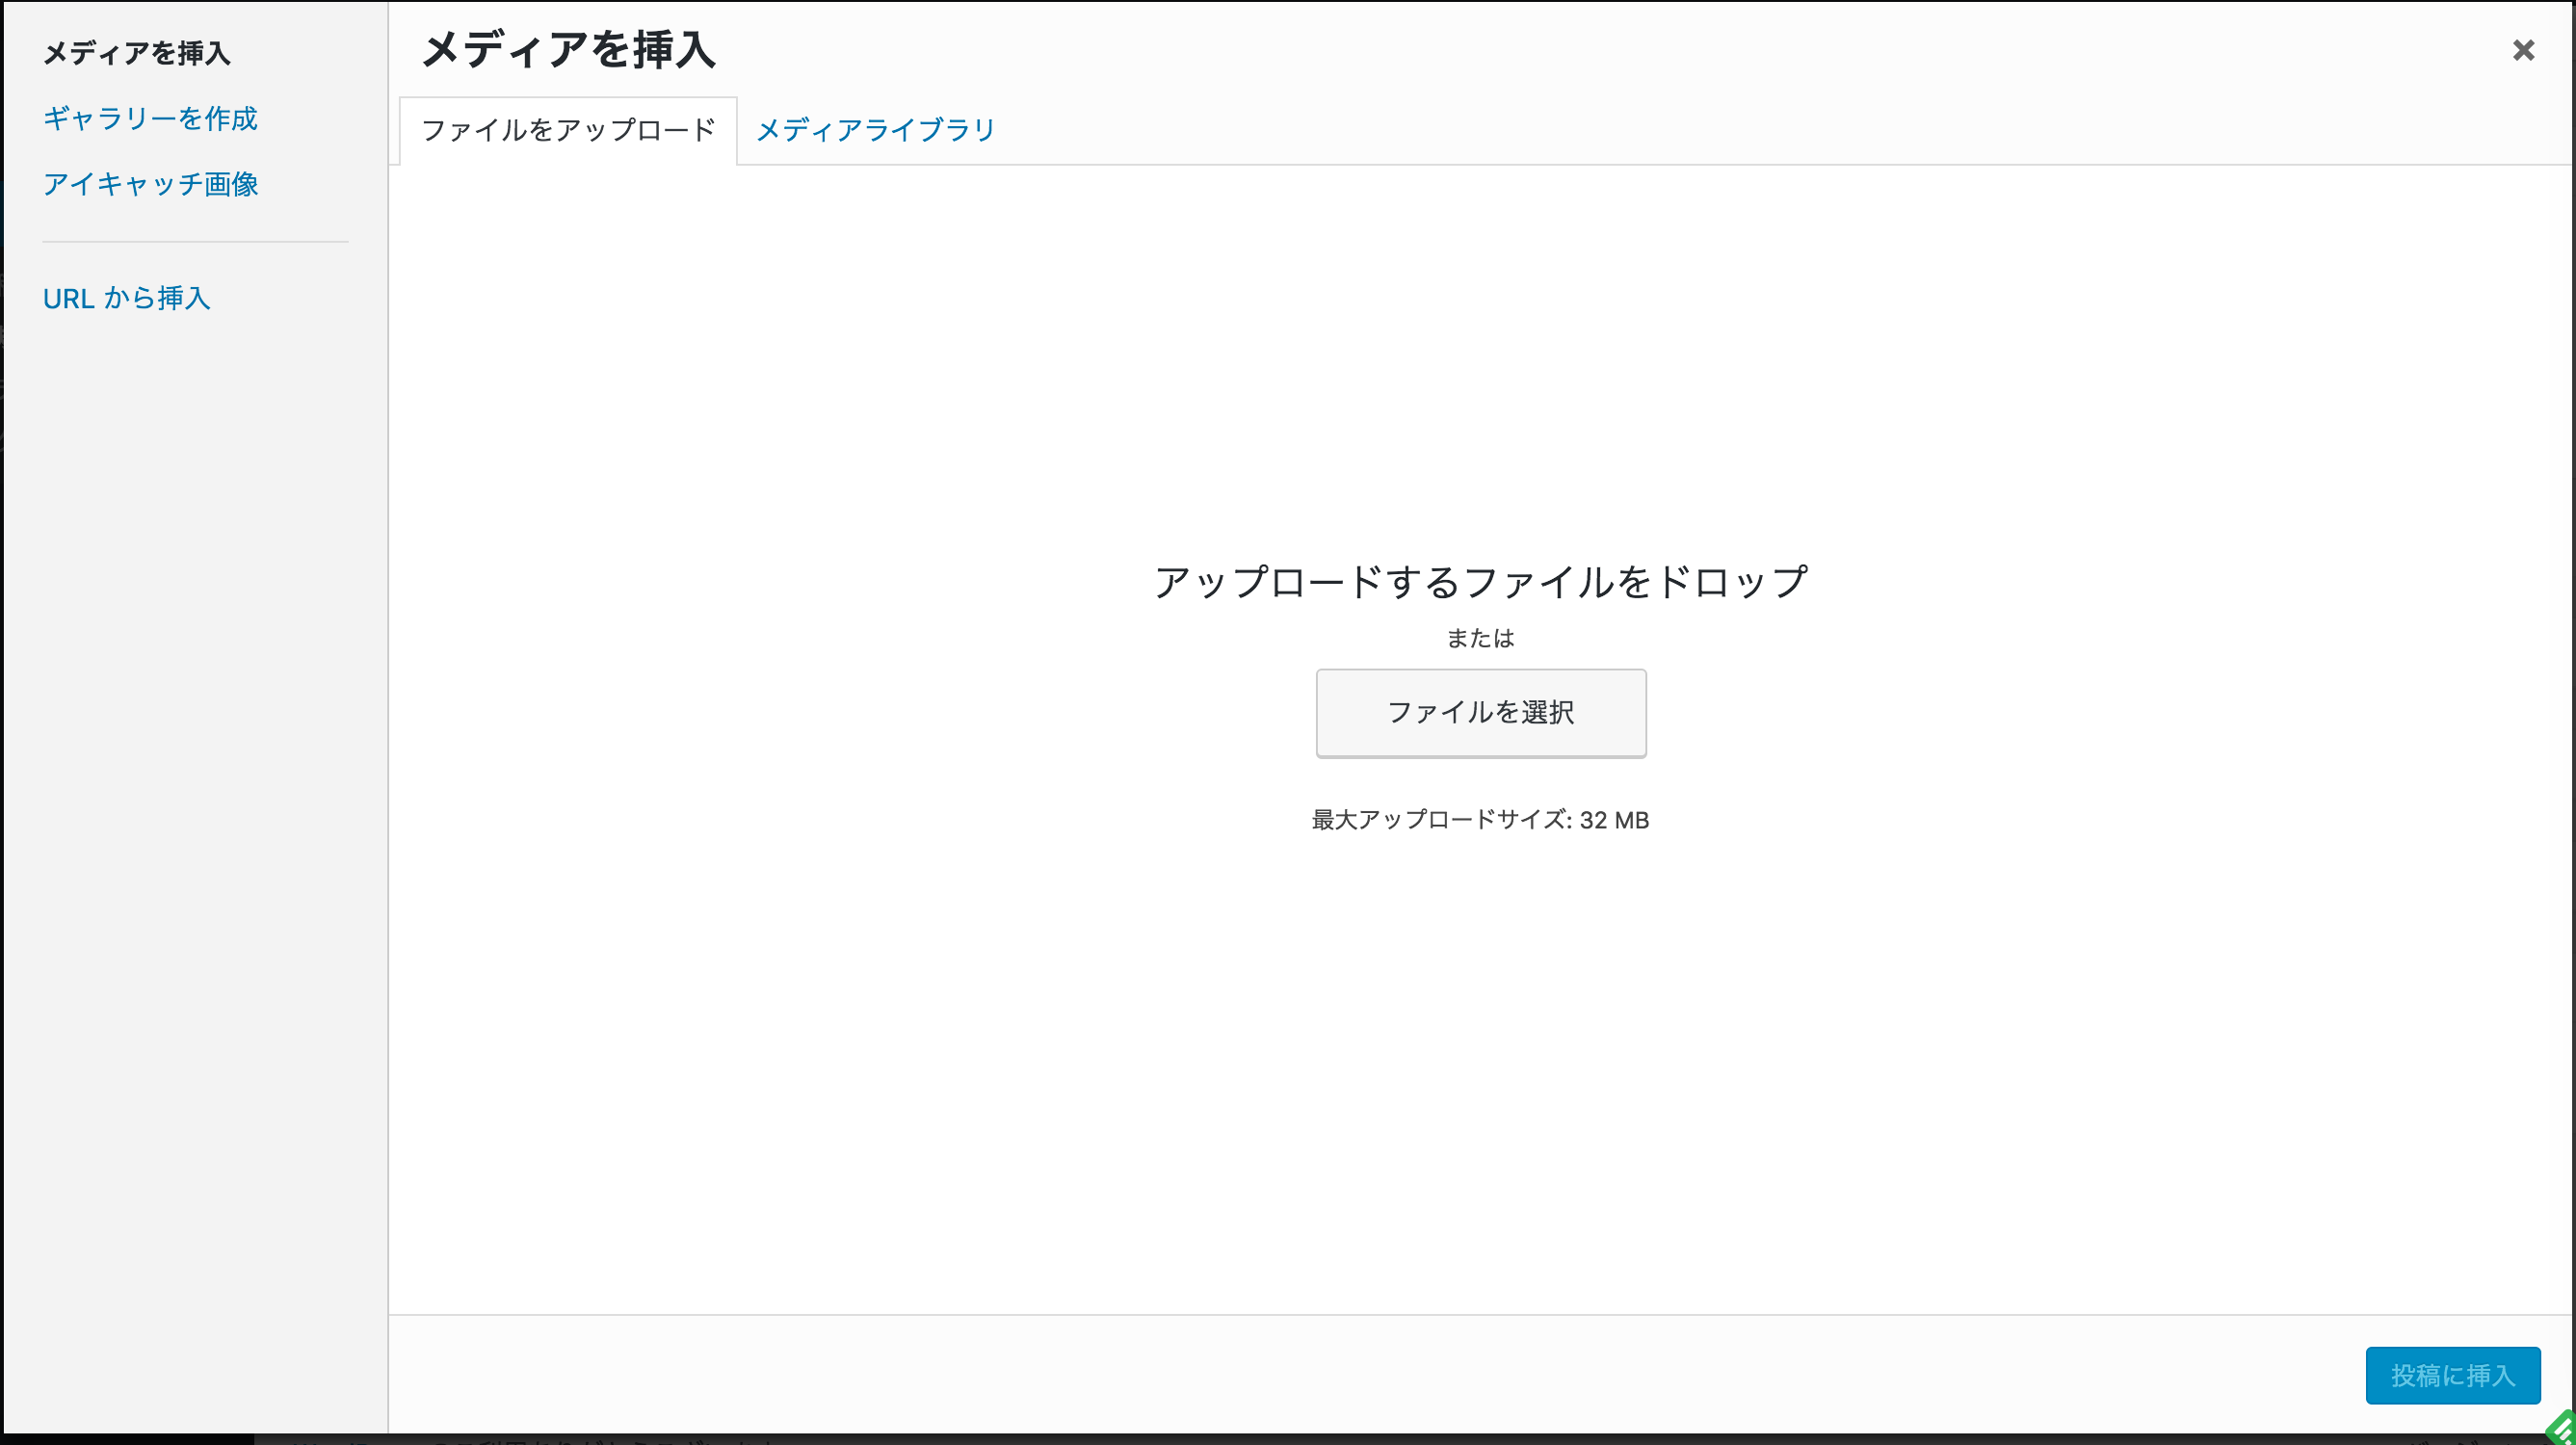 メディアを挿入
ギャラリーを作成
アイキャッチ画像
URL から挿入
メディアを挿入
ファイルをアップロード
メディアライブラリ
アップロードするファイルをドロップ
または
ファイルを選択
最大アップロードサイズ: 32 MB
投稿に挿入